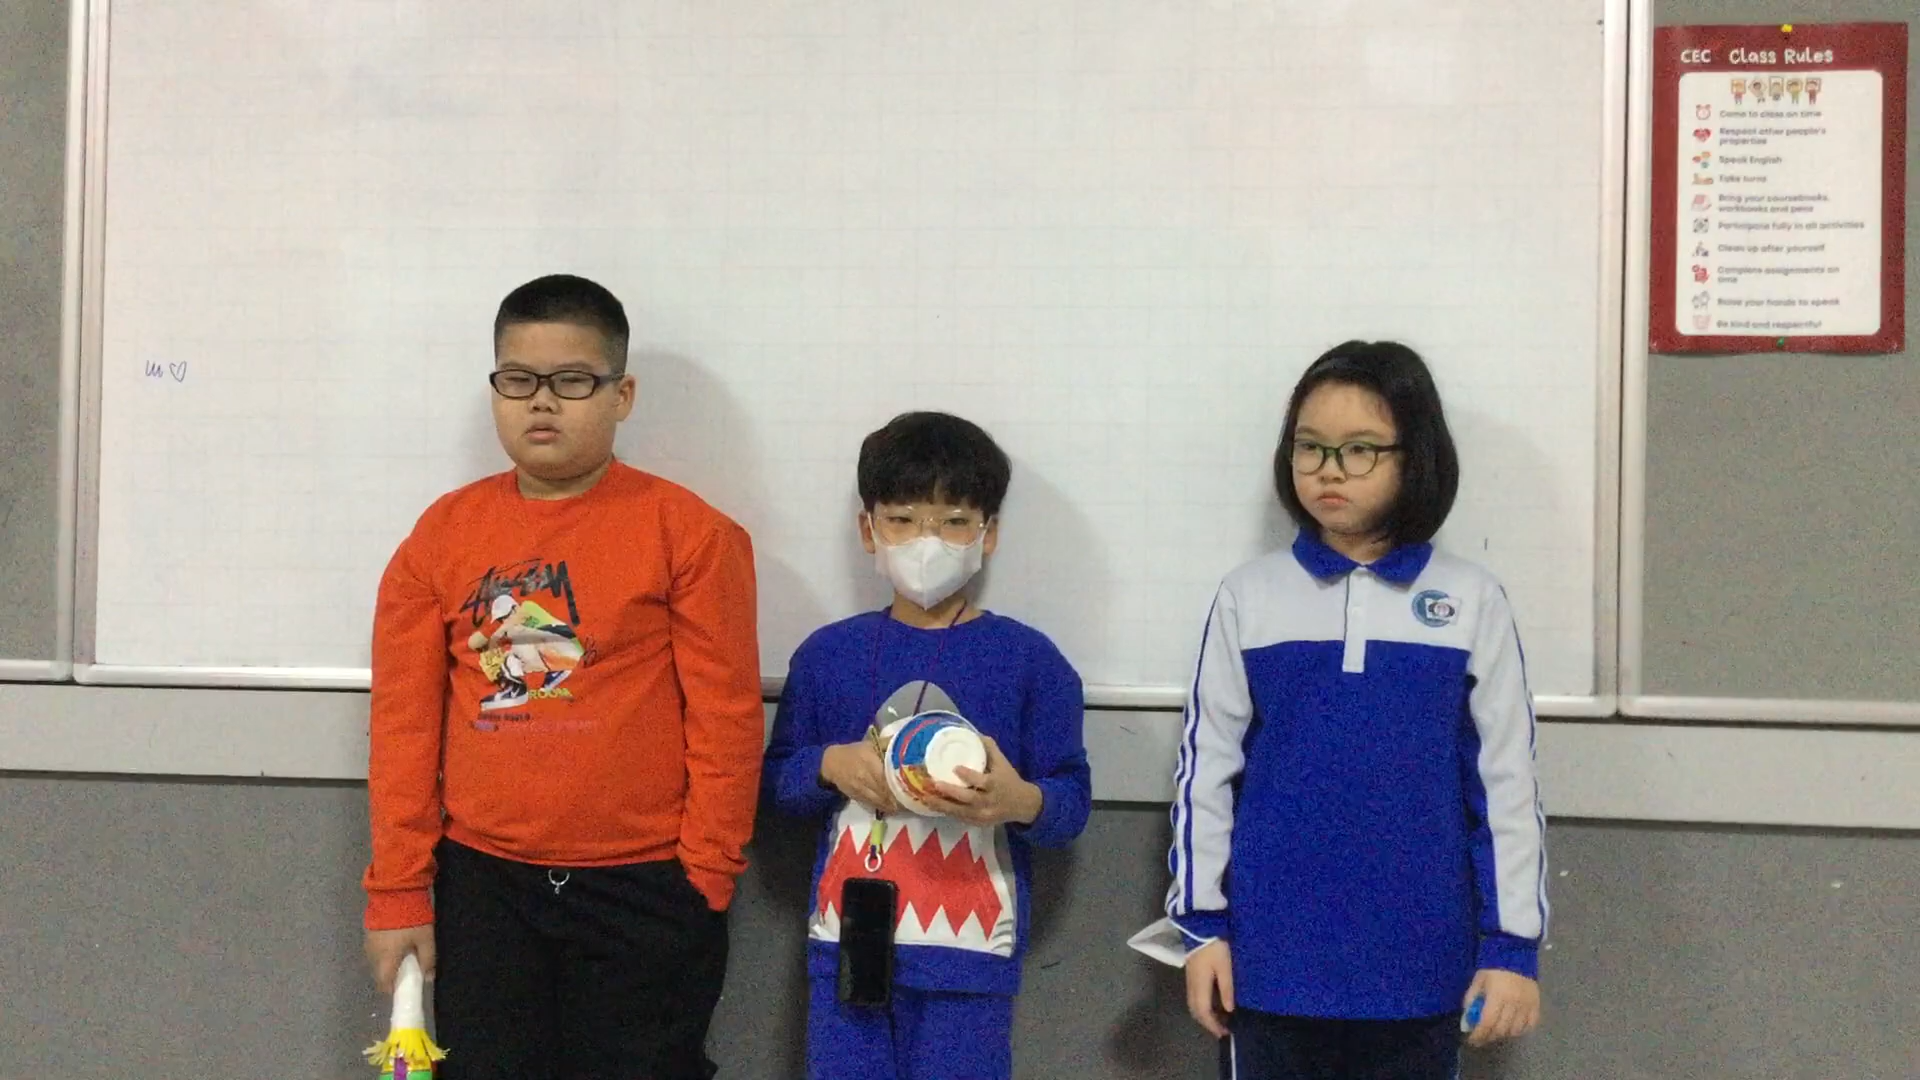 CEC Class Rules
Come to class on time
Respect other people's
properties
Speak English
Take turns
Bring your coursebooks,
workbooks and pens
Participate fully in all activities
Clean up after yourself
Complete assignments on
time
Raise your hands to speak
Be kind and respectful
ROOM